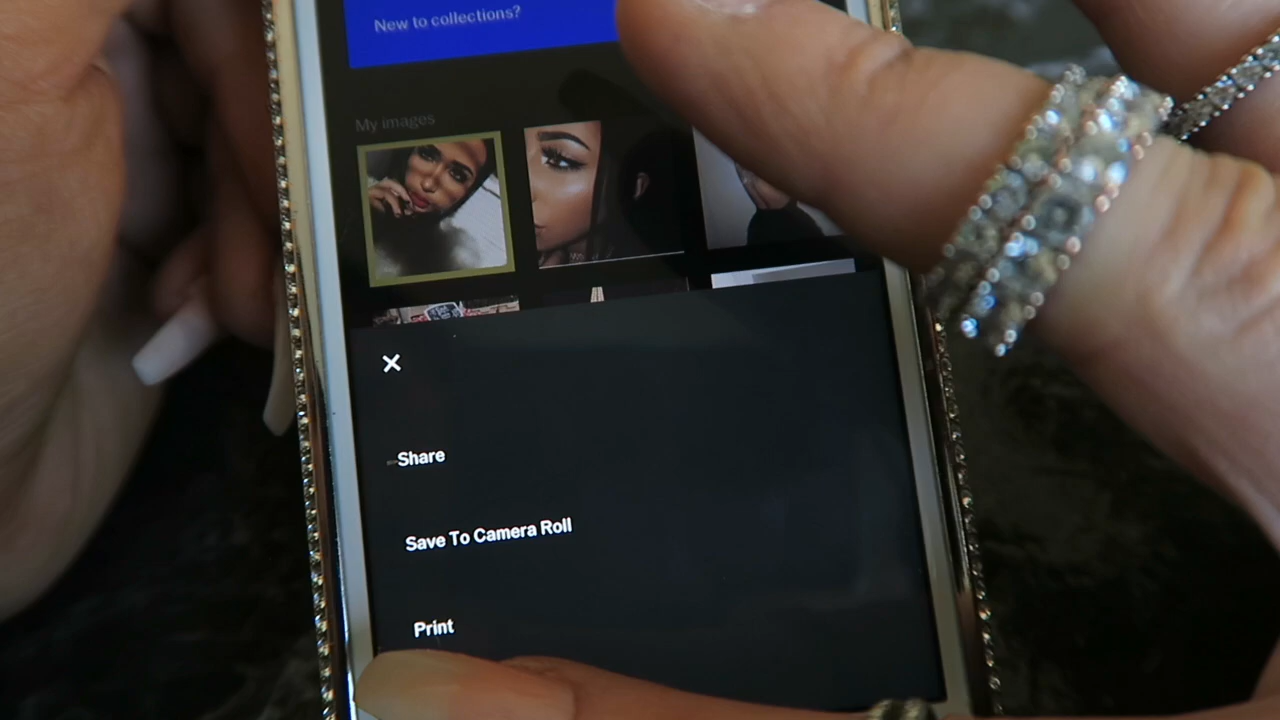 New to collections?
My images
Share
Save To Camera Roll
Print